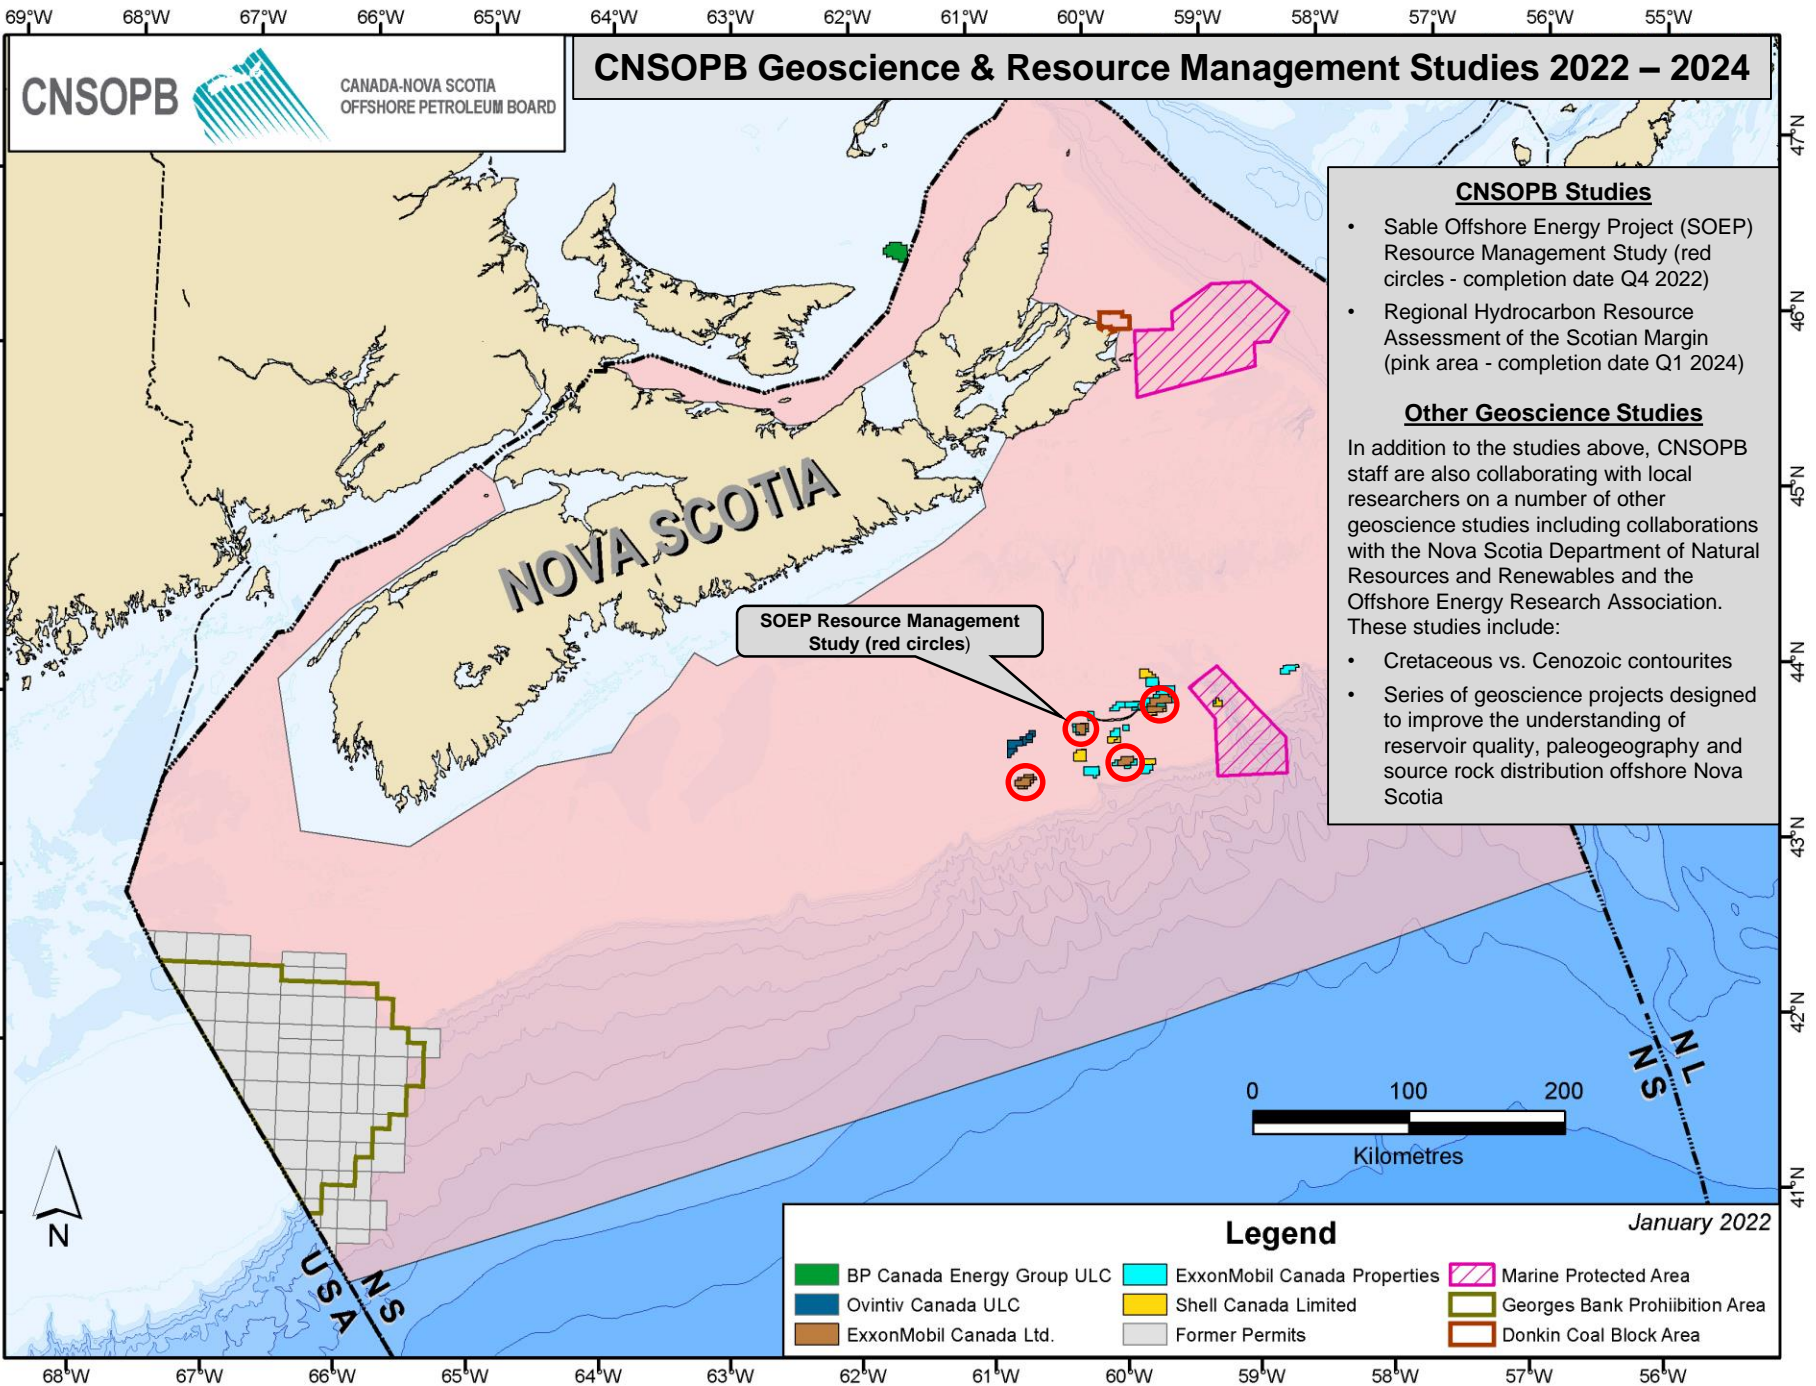 69°W 68°W 67°W 66°W 65°W 64°W 63°W 62°W 61°W 60°W 59°W 58°W 57°W 56°W 55°W
CNSOPB
CANADA-NOVA SCOTIA
OFFSHORE PETROLEUM BOARD
CNSOPB Geoscience & Resource Management Studies 2022 – 2024
47°N
46°N
45°N
44°N
43°N
42°N
41°N
CNSOPB Studies
• Sable Offshore Energy Project (SOEP)
Resource Management Study (red
circles - completion date Q4 2022)
• Regional Hydrocarbon Resource
Assessment of the Scotian Margin
(pink area - completion date Q1 2024)
Other Geoscience Studies
In addition to the studies above, CNSOPB
staff are also collaborating with local
researchers on a number of other
geoscience studies including collaborations
with the Nova Scotia Department of Natural
Resources and Renewables and the
Offshore Energy Research Association.
These studies include:
• Cretaceous vs. Cenozoic contourites
• Series of geoscience projects designed
to improve the understanding of
reservoir quality, paleogeography and
source rock distribution offshore Nova
Scotia
NOVA SCOTIA
SOEP Resource Management
Study (red circles)
NL
NS
0 100 200
Kilometres
N
NS
USA
January 2022
Legend
BP Canada Energy Group ULC
Ovintiv Canada ULC
ExxonMobil Canada Ltd.
ExxonMobil Canada Properties
Shell Canada Limited
Former Permits
Marine Protected Area
Georges Bank Prohiibition Area
Donkin Coal Block Area
68°W 67°W 66°W 65°W 64°W 63°W 62°W 61°W 60°W 59°W 58°W 57°W 56°W